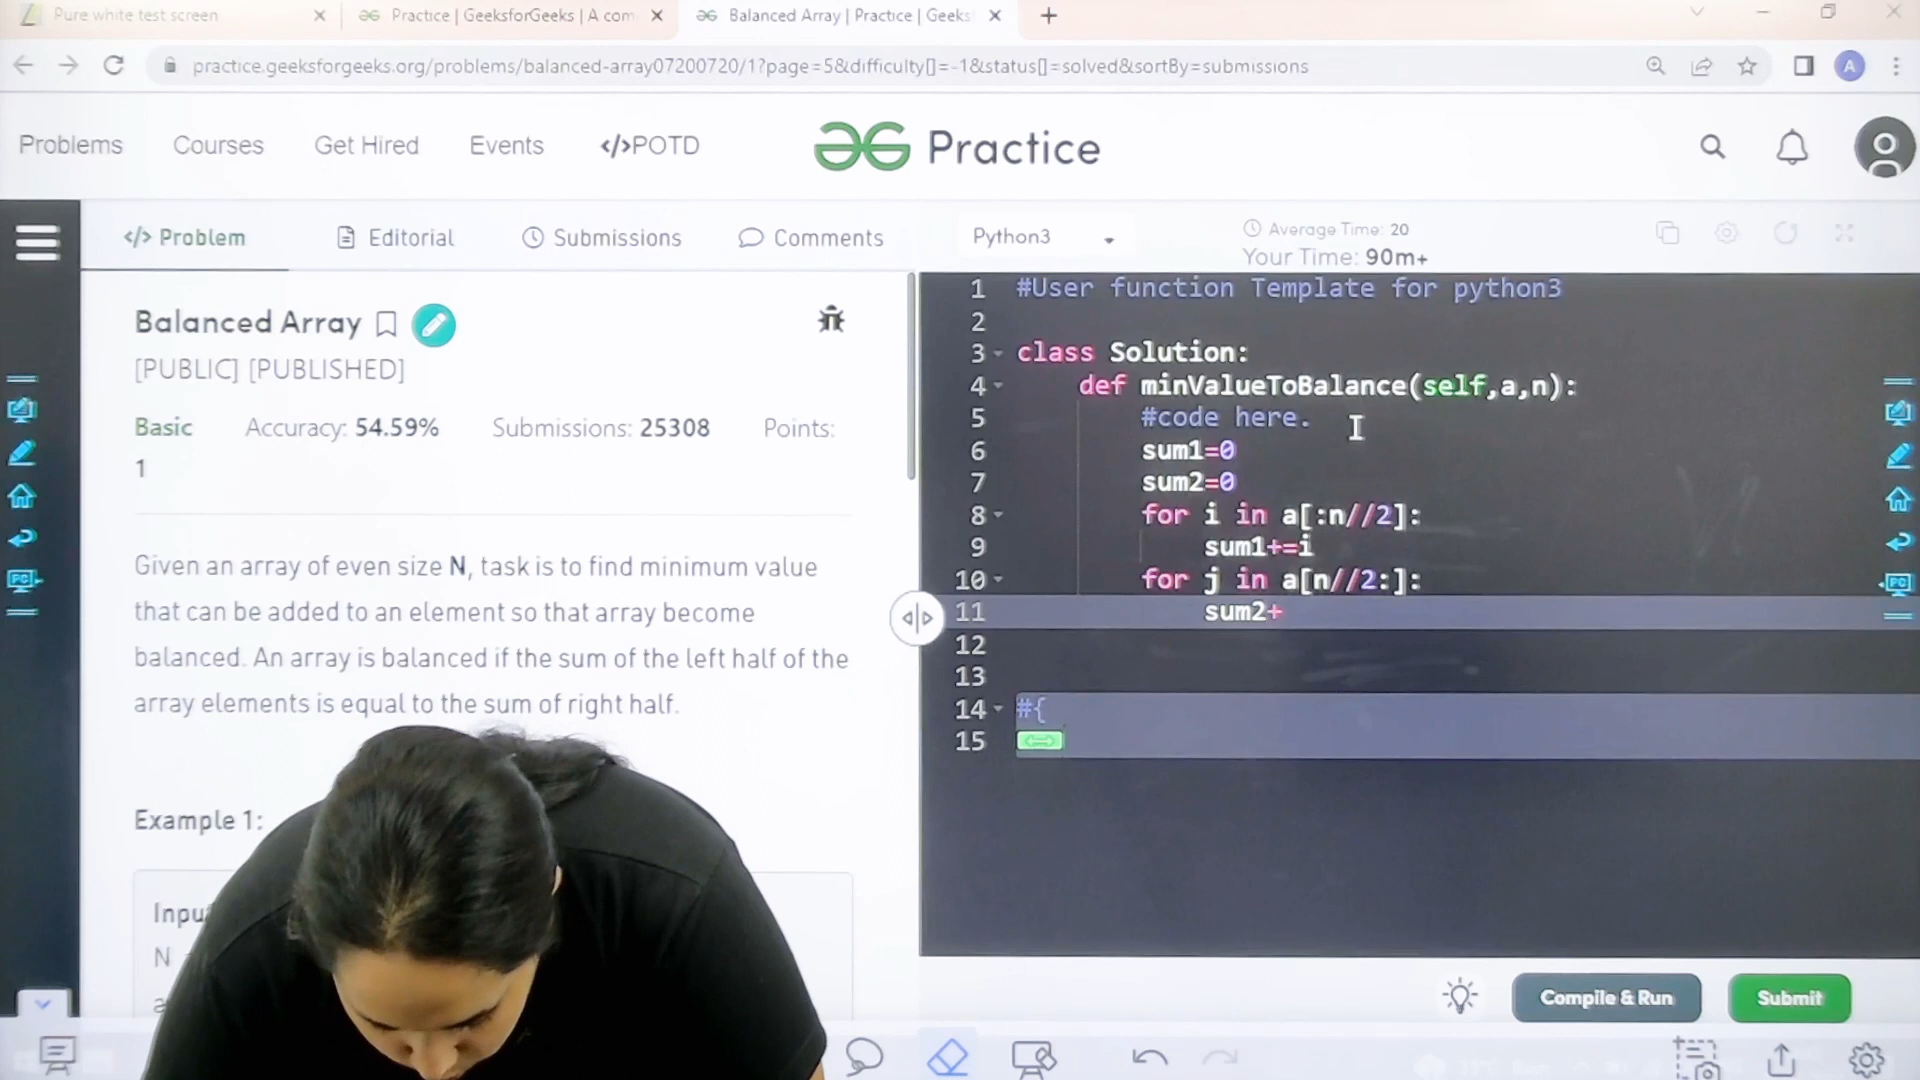 Pure white test screen
Practice | GeeksforGeeks | A com
Balanced Array | Practice | Geeks
practice.geeksforgeeks.org/problems/balanced-array07200720/1?page=5&difficulty[]=-1&status[]=solved&sortBy=submissions
A
Problems
Courses
Get Hired
Events
</>POTD
Practice
</> Problem
Editorial
Submissions
Comments
Python3
Average Time: 20
Your Time: 90m+
Balanced Array
[PUBLIC] [PUBLISHED]
Basic
Accuracy: 54.59%
Submissions: 25308
Points:
1
Given an array of even size N, task is to find minimum value
that can be added to an element so that array become
balanced. An array is balanced if the sum of the left half of the
array elements is equal to the sum of right half.
Example 1:
N
1 #User function Template for python3
2
3 class Solution:
4 def minValueToBalance(self,a,n):
5 #code here.
6 sum1=0
7 sum2=0
8 for i in a[:n//2]:
9 sum1+=i
10 for j in a[n//2:]:
11 sum2+
12
13
14 #{
15
PC
PC
Compile & Run
Submit